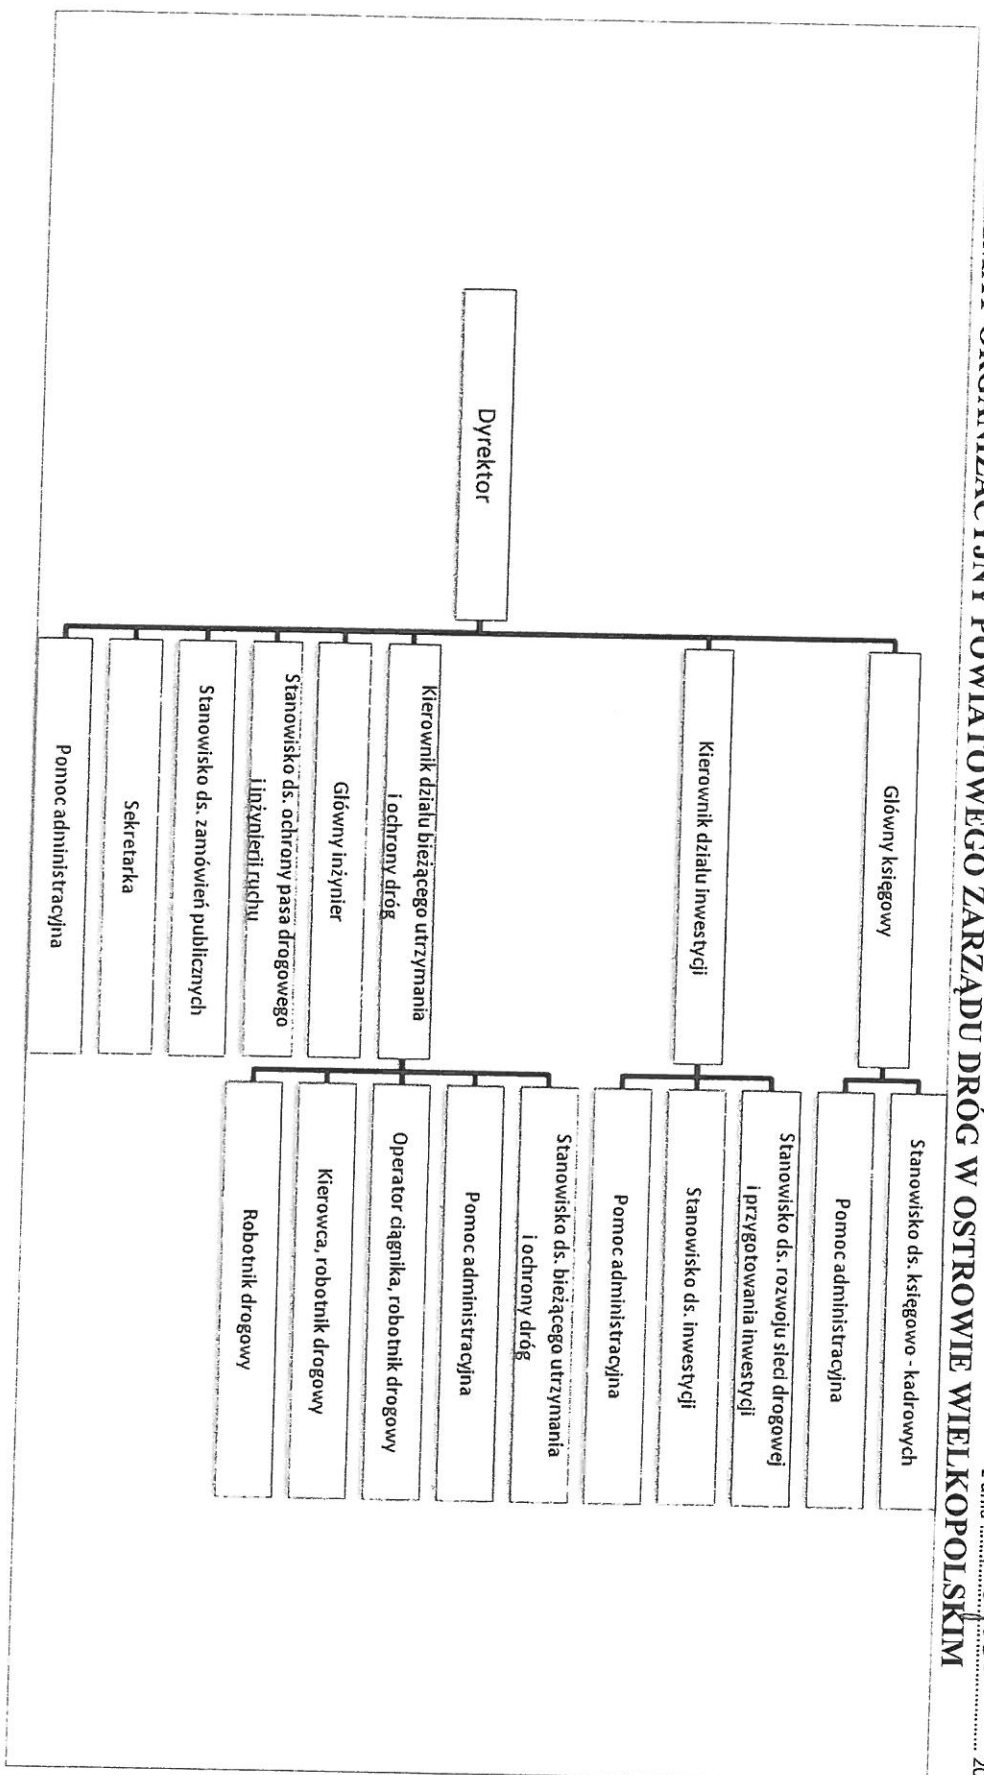 ORGANIZACYJNY POWIATOWEGO ZARZĄDU DRÓG W OSTROWIE WIELKOPOLSKIM
Dyrektor
Główny księgowy
Stanowisko ds. księgowo - kadrowych
Pomoc administracyjna
Kierownik działu inwestycji
Stanowisko ds. rozwoju sieci drogowej
i przygotowania inwestycji
Stanowisko ds. inwestycji
Pomoc administracyjna
Kierownik działu bieżącego utrzymania
i ochrony dróg
Stanowisko ds. bieżącego utrzymania
i ochrony dróg
Pomoc administracyjna
Operator ciągnika, robotnik drogowy
Kierowca, robotnik drogowy
Robotnik drogowy
Główny inżynier
Stanowisko ds. ochrony pasa drogowego
i inżynierii ruchu
Stanowisko ds. zamówień publicznych
Sekretarka
Pomoc administracyjna